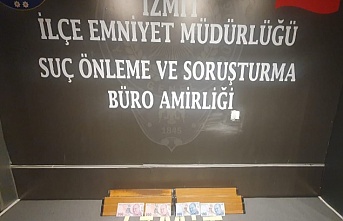 İZMİT
İLÇE EMNİYET MÜDÜRLÜĞÜ
SUÇ ÖNLEME VE SORUŞTURMA
BÜRO AMİRLİĞİ